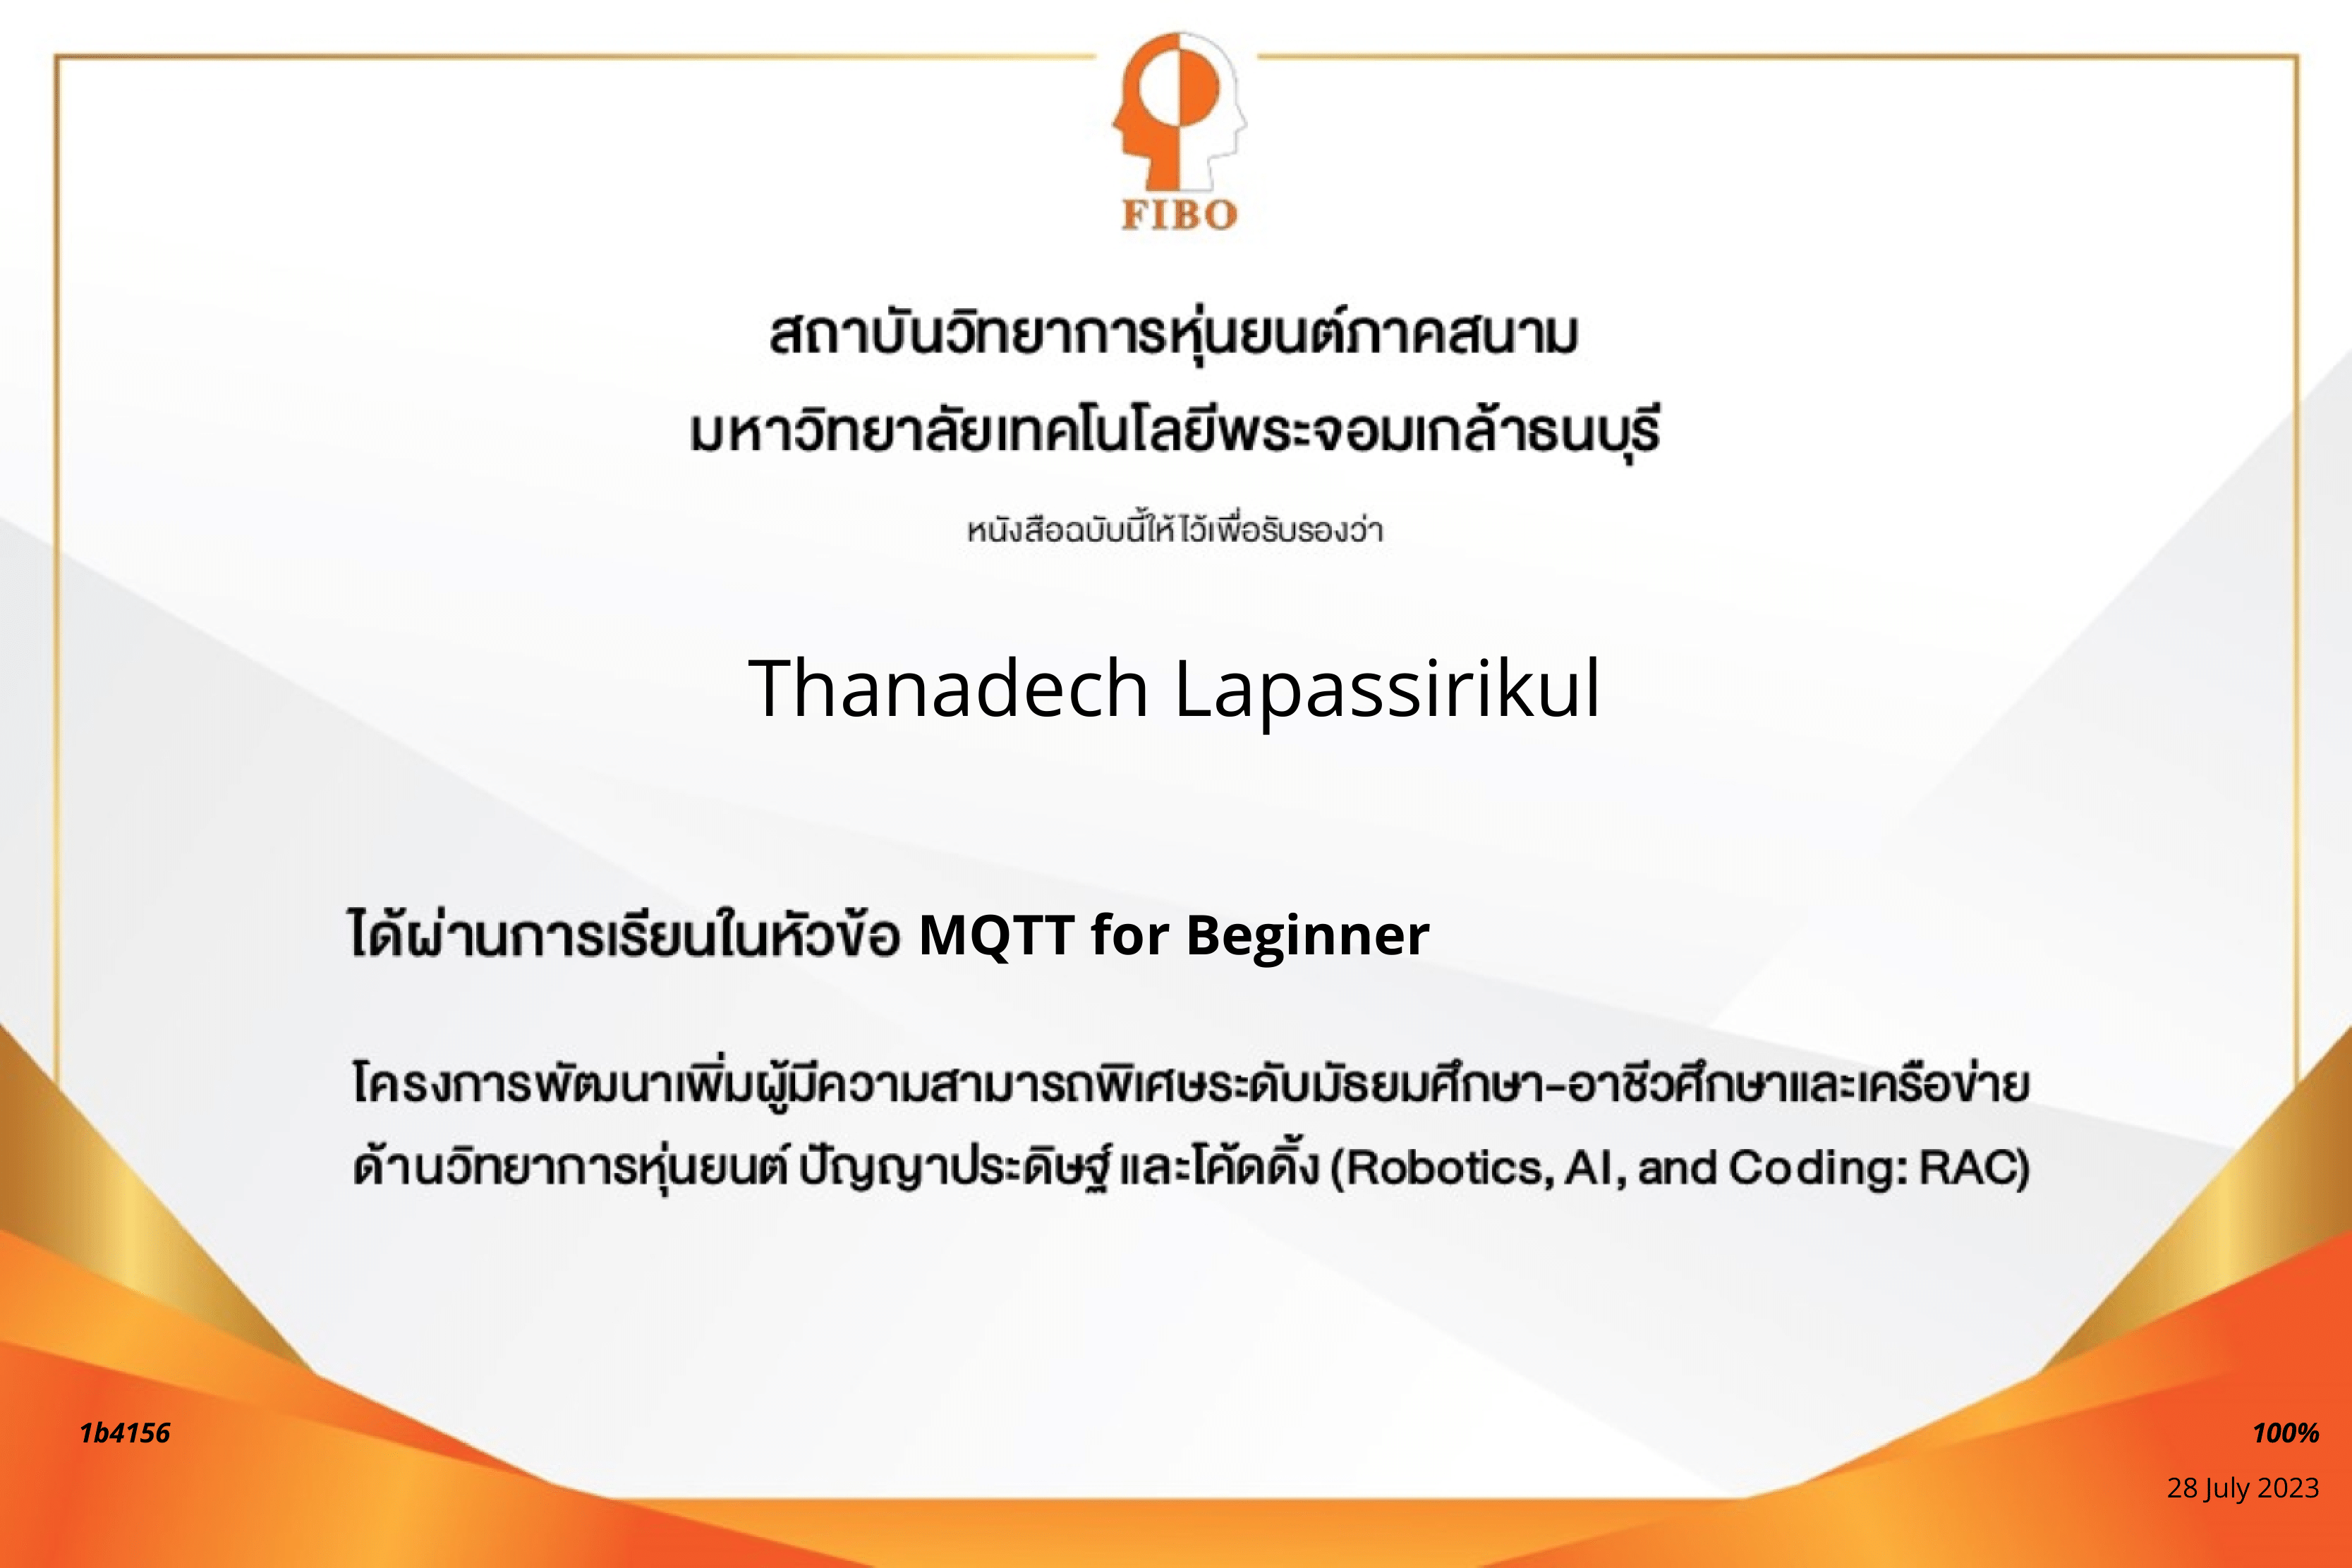 FIBO
สถาบันวิทยาการหุ่นยนต์ภาคสนาม
มหาวิทยาลัยเทคโนโลยีพระจอมเกล้าธนบุรี
หนังสือฉบับนี้ให้ไว้เพื่อรับรองว่า
Thanadech Lapassirikul
ได้ผ่านการเรียนในหัวข้อ MQTT for Beginner
โครงการพัฒนาเพิ่มผู้มีความสามารถพิเศษระดับมัธยมศึกษา-อาชีวศึกษาและเครือข่าย
ด้านวิทยาการหุ่นยนต์ ปัญญาประดิษฐ์ และโค้ดดิ้ง (Robotics, AI, and Coding: RAC)
1b4156
100%
28 July 2023